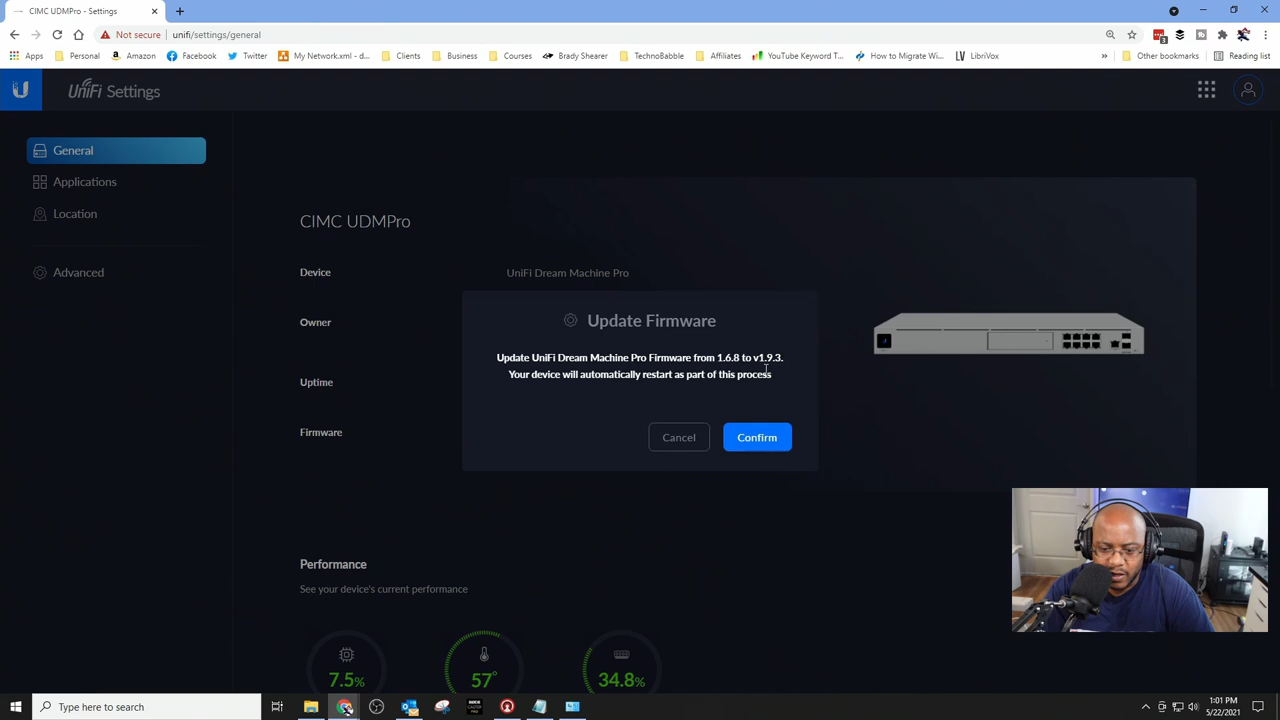 CIMC UDMPro - Settings
Not secure
unifi/settings/general
Apps
Personal
Amazon
Facebook
Twitter
My Network.xml - d...
Clients
Business
Courses
Brady Shearer
TechnoBabble
Affiliates
YouTube Keyword T...
How to Migrate Wi...
LibriVox
Other bookmarks
Reading list
UniFi Settings
General
Applications
Location
Advanced
CIMC UDMPro
Device
UniFi Dream Machine Pro
Owner
Uptime
Firmware
Update Firmware
Update UniFi Dream Machine Pro Firmware from 1.6.8 to v1.9.3.
Your device will automatically restart as part of this process
Cancel
Confirm
Performance
See your device's current performance
7.5%
57°
34.8%
Type here to search
1:01 PM
5/22/2021